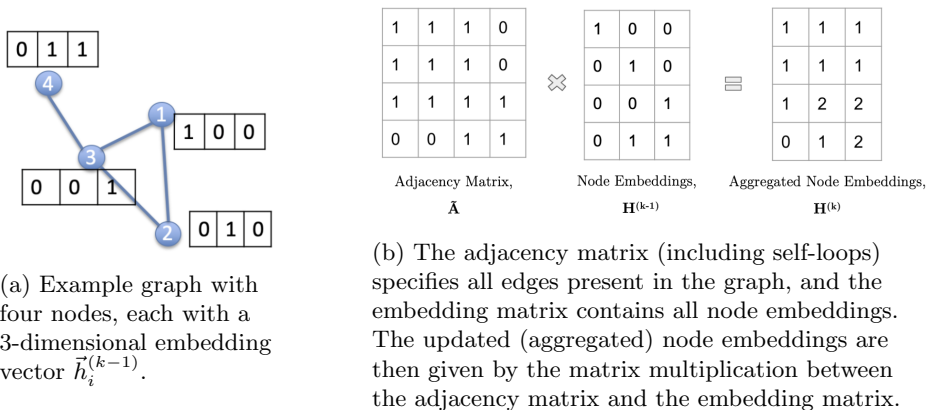 0 1 1
4
1
1 0 0
3
0 0 1
2
0 1 0
(a) Example graph with
four nodes, each with a
3-dimensional embedding
vector $\vec{h}_i^{(k-1)}$.
1 1 1 0
1 1 1 0
1 1 1 1
0 0 1 1
Adjacency Matrix,
Ã
×
1 0 0
0 1 0
0 0 1
0 1 1
Node Embeddings,
H^(k-1)
=
1 1 1
1 1 1
1 2 2
0 1 2
Aggregated Node Embeddings,
H^(k)
(b) The adjacency matrix (including self-loops)
specifies all edges present in the graph, and the
embedding matrix contains all node embeddings.
The updated (aggregated) node embeddings are
then given by the matrix multiplication between
the adjacency matrix and the embedding matrix.